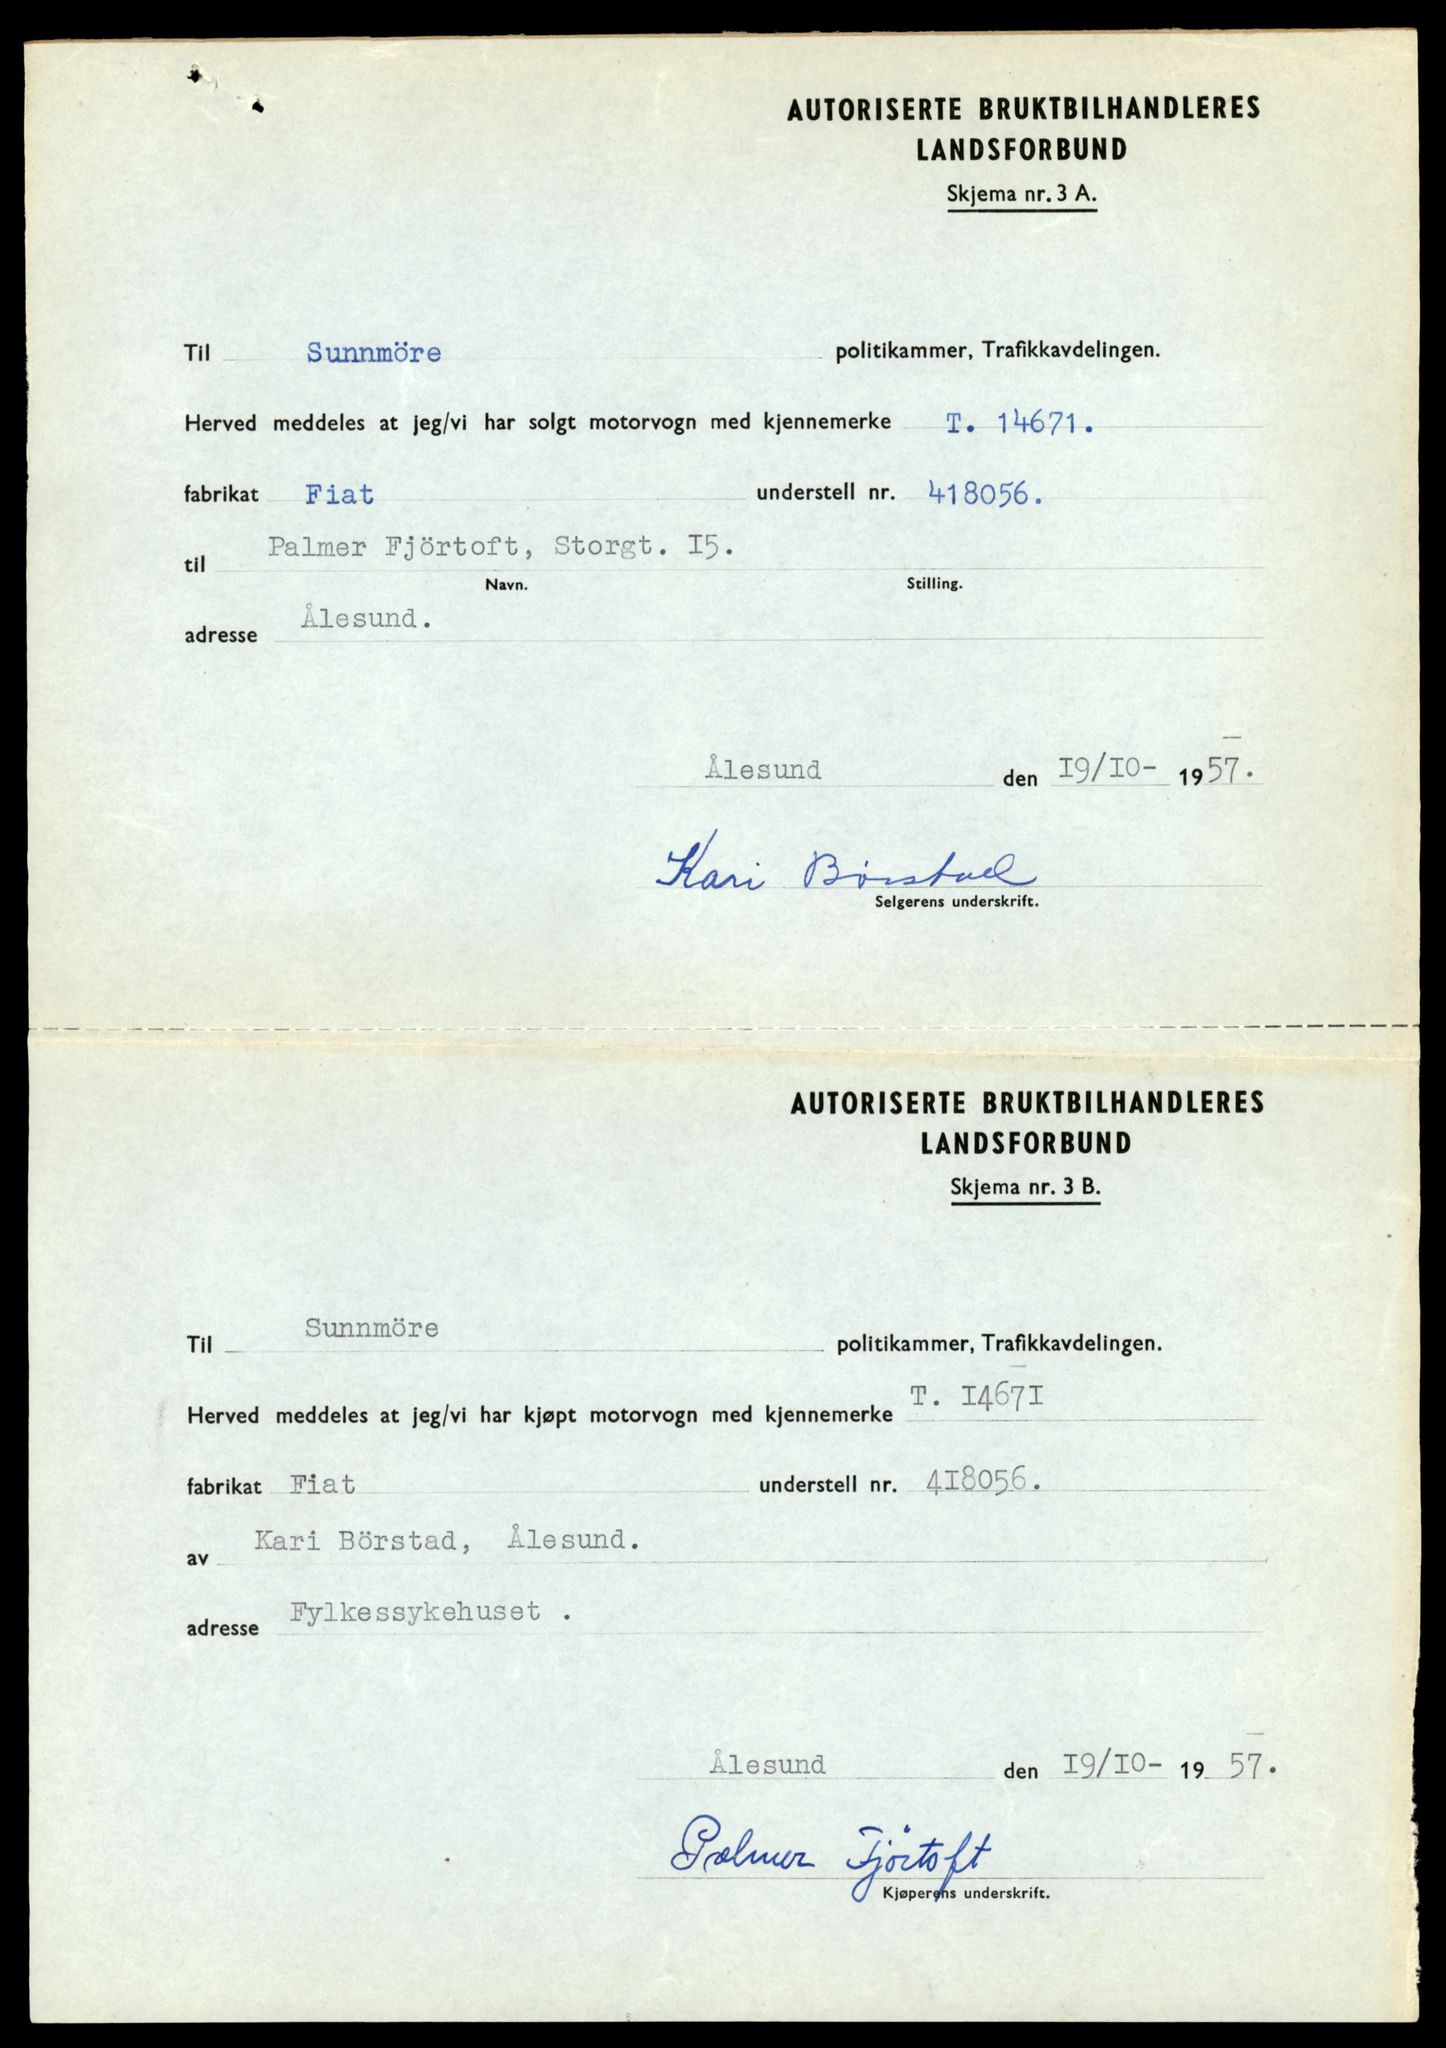 AUTORISERTE BRUKTBILHANDLERES
LANDSFORBUND
Skjema nr. 3 A.
Til Sunnmöre politikammer, Trafikkavdelingen.
Herved meddeles at jeg/vi har solgt motorvogn med kjennemerke T. 14671.
fabrikat Fiat understell nr. 418056.
til Palmer Fjörtoft, Storgt. I5.
Navn. Stilling.
adresse Ålesund.
Ålesund den I9/IO- 1957.
Kari Børstad
Selgerens underskrift.
AUTORISERTE BRUKTBILHANDLERES
LANDSFORBUND
Skjema nr. 3 B.
Til Sunnmöre politikammer, Trafikkavdelingen.
Herved meddeles at jeg/vi har kjøpt motorvogn med kjennemerke T. I467I
fabrikat Fiat understell nr. 4I8056.
av Kari Börstad, Ålesund.
adresse Fylkessykehuset .
Ålesund den I9/IO- 19 57.
Palmer Fjörtoft
Kjøperens underskrift.